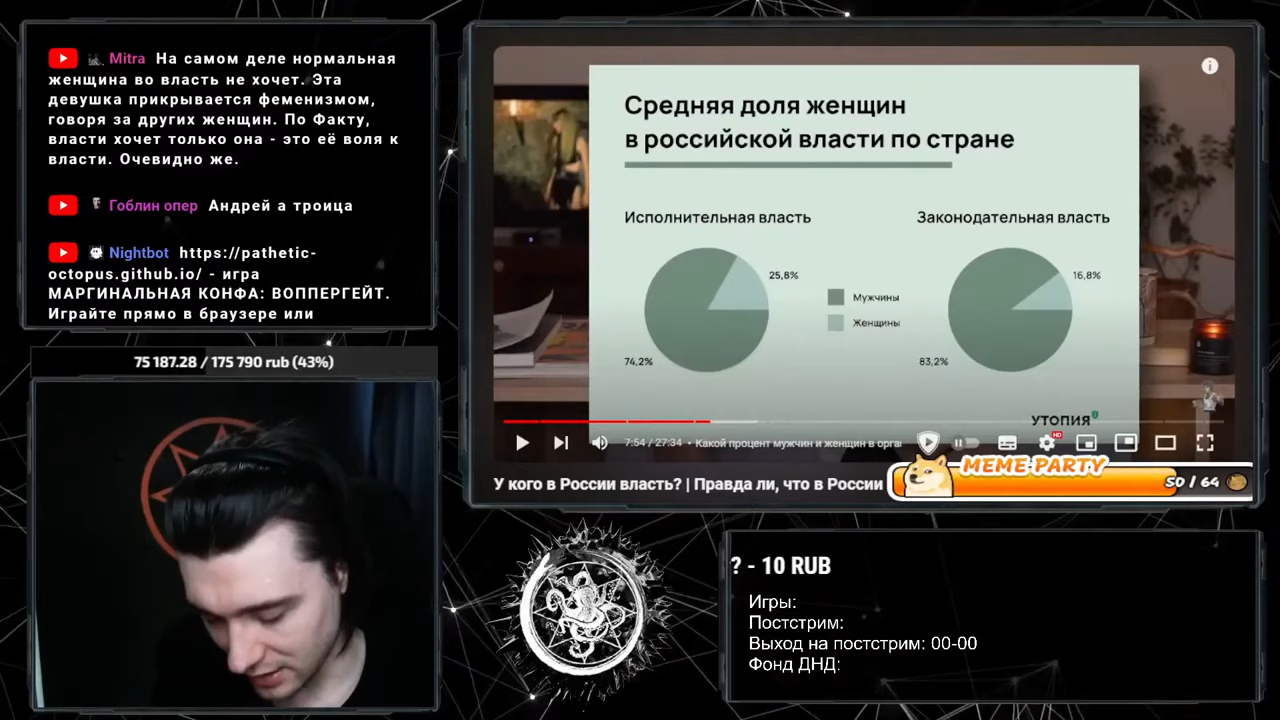 Mitra На самом деле нормальная
женщина во власть не хочет. Эта
девушка прикрывается феменизмом,
говоря за других женщин. По Факту,
власти хочет только она - это её воля к
власти. Очевидно же.
Гоблин опер Андрей а троица
Nightbot https://pathetic-
octopus.github.io/ - игра
МАРГИНАЛЬНАЯ КОНФА: ВОППЕРГЕЙТ.
Играйте прямо в браузере или
75 187.28 / 175 790 rub (43%)
Средняя доля женщин
в российской власти по стране
Исполнительная власть
Законодательная власть
25,8%
16,8%
Мужчины
Женщины
74,2%
83,2%
УТОПИЯ
7:54 / 27:34 • Какой процент мужчин и женщин в орга
HD
У кого в России власть? | Правда ли, что в России
MEME PARTY
50 / 64
? - 10 RUB
Игры:
Постстрим:
Выход на постстрим: 00-00
Фонд ДНД: